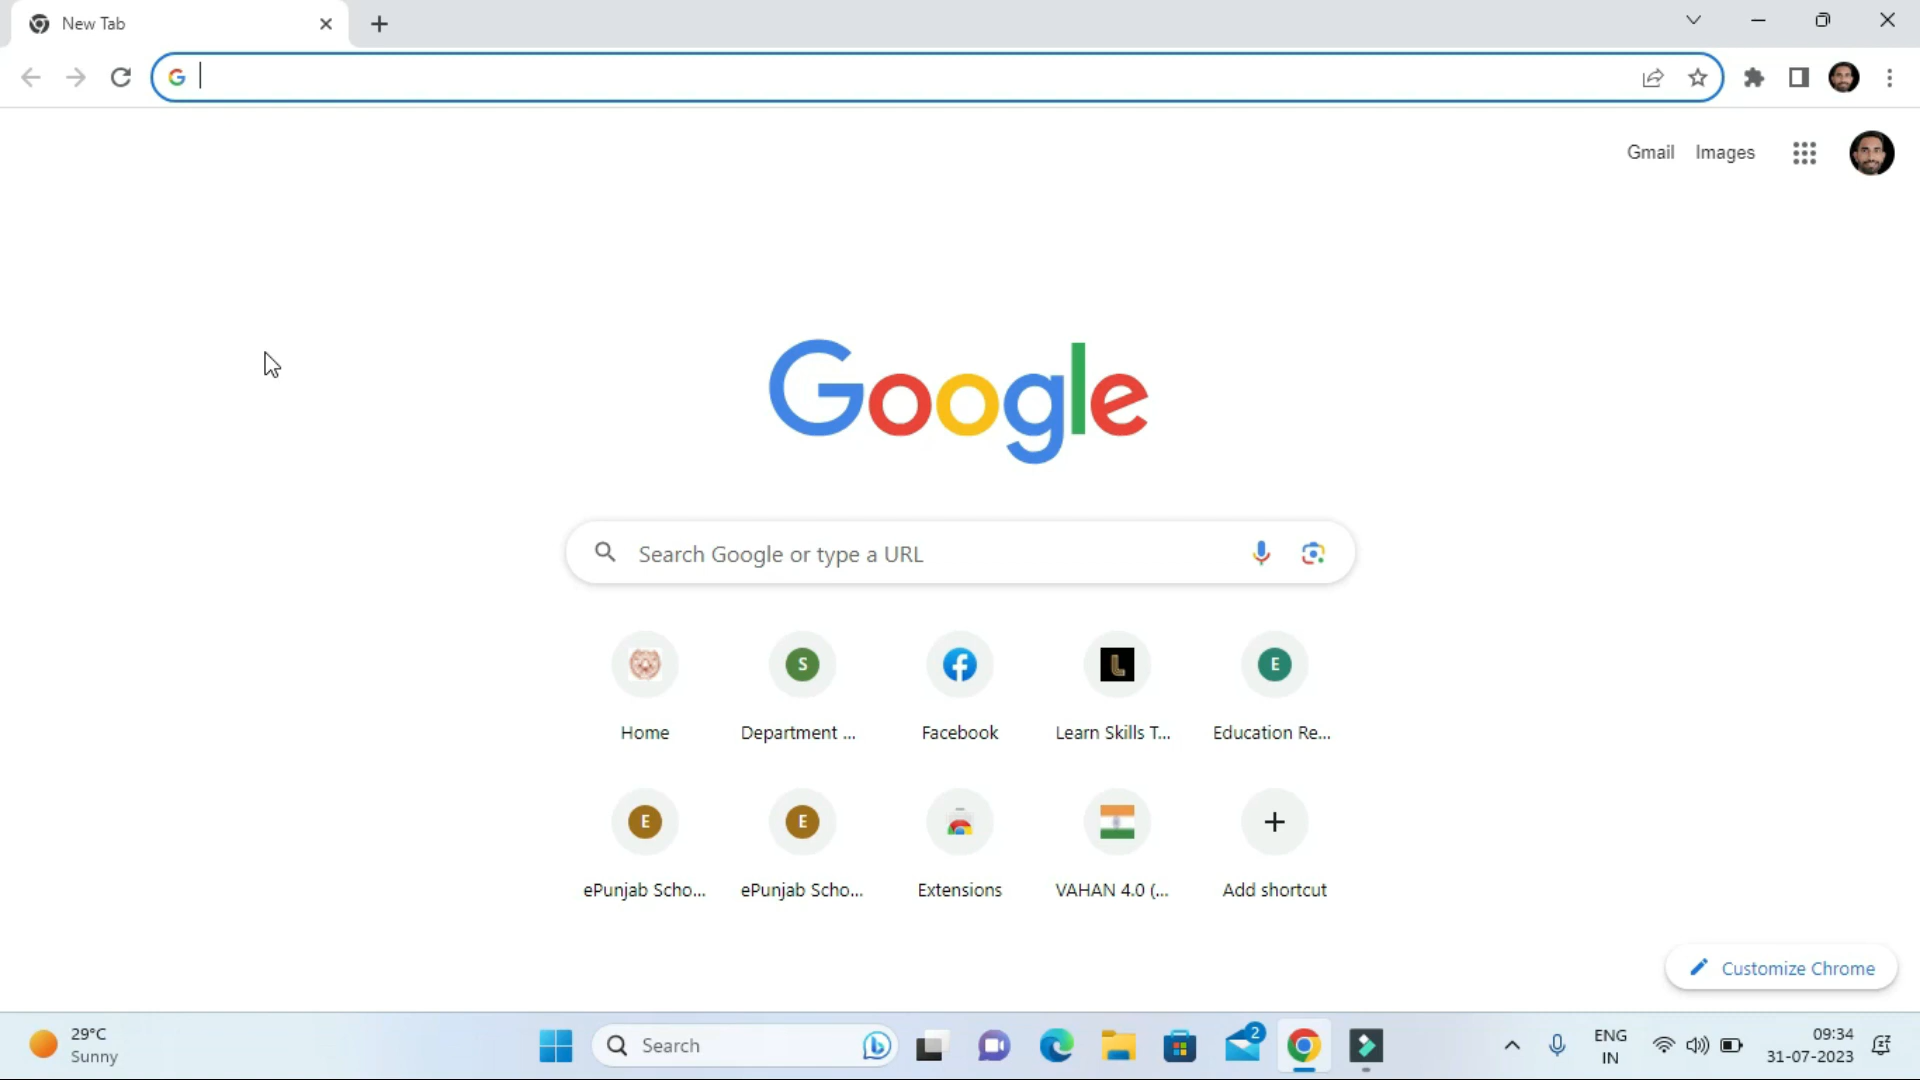 New Tab
Gmail Images
Google
Search Google or type a URL
S
L
E
Home
Department ...
Facebook
Learn Skills T...
Education Re...
E
E
ePunjab Scho...
ePunjab Scho...
Extensions
VAHAN 4.0 (...
Add shortcut
Customize Chrome
29°C
Sunny
Search
2
ENG
IN
09:34
31-07-2023